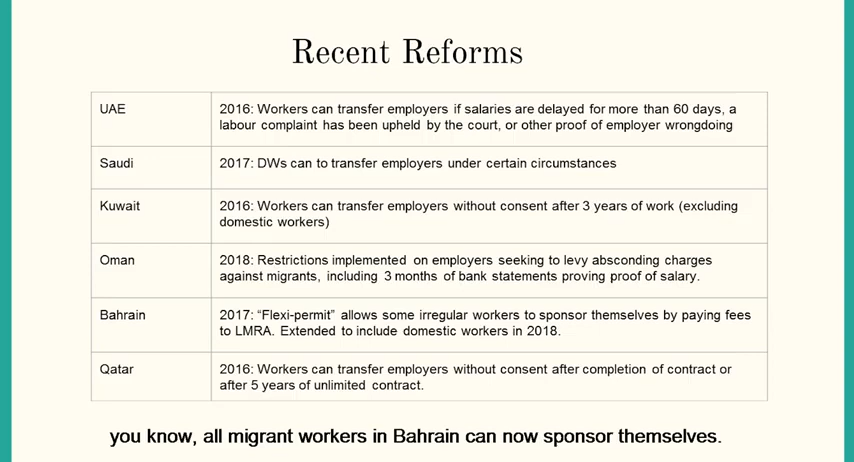 Recent Reforms
UAE
2016: Workers can transfer employers if salaries are delayed for more than 60 days, a
labour complaint has been upheld by the court, or other proof of employer wrongdoing
Saudi
2017: DWs can to transfer employers under certain circumstances
Kuwait
2016: Workers can transfer employers without consent after 3 years of work (excluding
domestic workers)
Oman
2018: Restrictions implemented on employers seeking to levy absconding charges
against migrants, including 3 months of bank statements proving proof of salary.
Bahrain
2017: “Flexi-permit” allows some irregular workers to sponsor themselves by paying fees
to LMRA. Extended to include domestic workers in 2018.
Qatar
2016: Workers can transfer employers without consent after completion of contract or
after 5 years of unlimited contract.
you know, all migrant workers in Bahrain can now sponsor themselves.